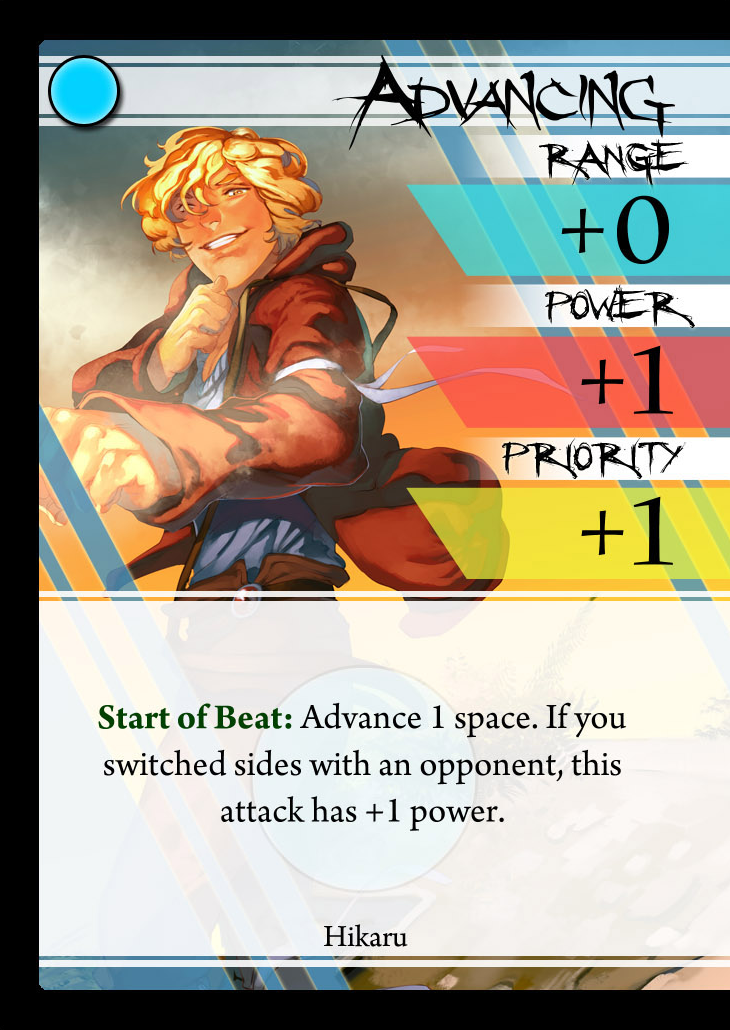 Advancing
Range
+0
Power
+1
Priority
+1
Start of Beat: Advance 1 space. If you
switched sides with an opponent, this
attack has +1 power.
Hikaru